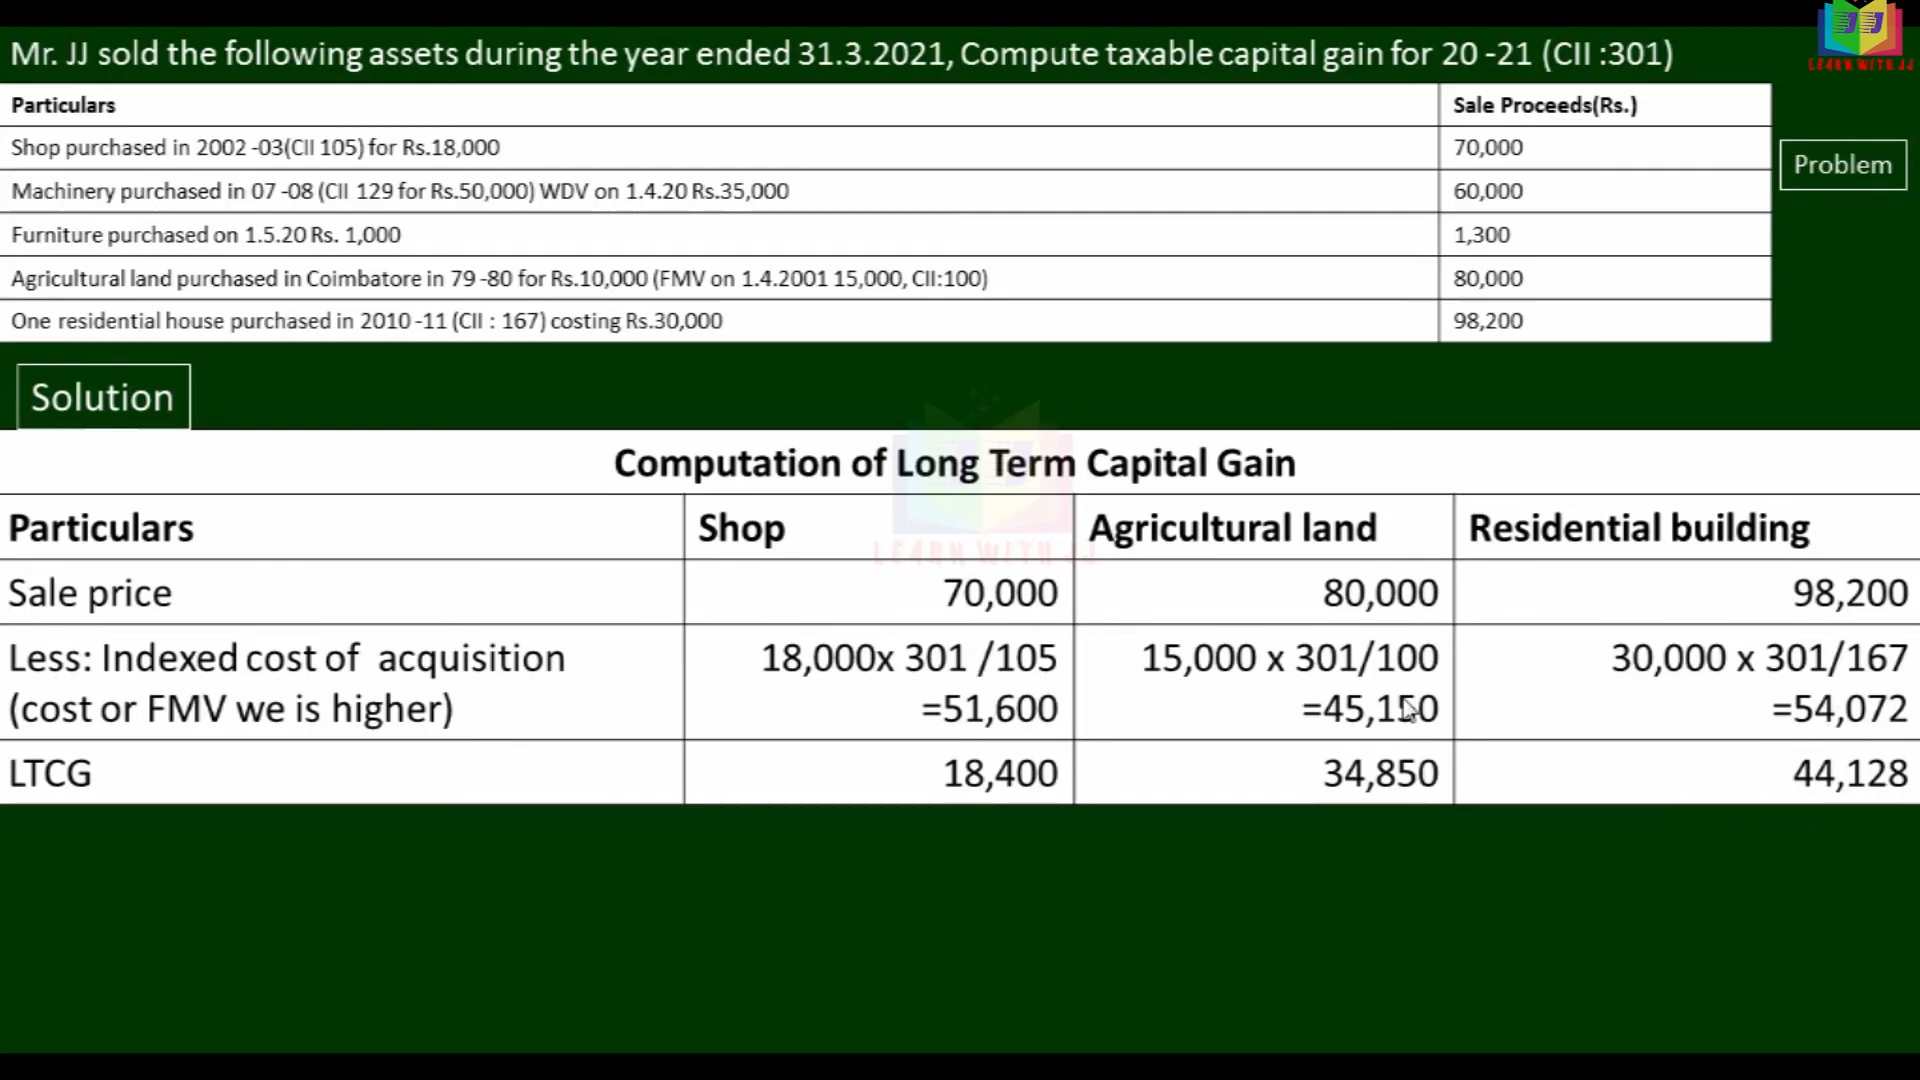 Mr. JJ sold the following assets during the year ended 31.3.2021, Compute taxable capital gain for 20 -21 (CII :301)
LEARN WITH JJ
Particulars Sale Proceeds(Rs.)
Shop purchased in 2002 -03(CII 105) for Rs.18,000 70,000
Problem
Machinery purchased in 07 -08 (CII 129 for Rs.50,000) WDV on 1.4.20 Rs.35,000 60,000
Furniture purchased on 1.5.20 Rs. 1,000 1,300
Agricultural land purchased in Coimbatore in 79 -80 for Rs.10,000 (FMV on 1.4.2001 15,000, CII:100) 80,000
One residential house purchased in 2010 -11 (CII : 167) costing Rs.30,000 98,200
Solution
Computation of Long Term Capital Gain
Particulars Shop Agricultural land Residential building
LEARN WITH JJ
Sale price 70,000 80,000 98,200
Less: Indexed cost of acquisition 18,000x 301 /105 15,000 x 301/100 30,000 x 301/167
(cost or FMV we is higher) =51,600 =45,150 =54,072
LTCG 18,400 34,850 44,128